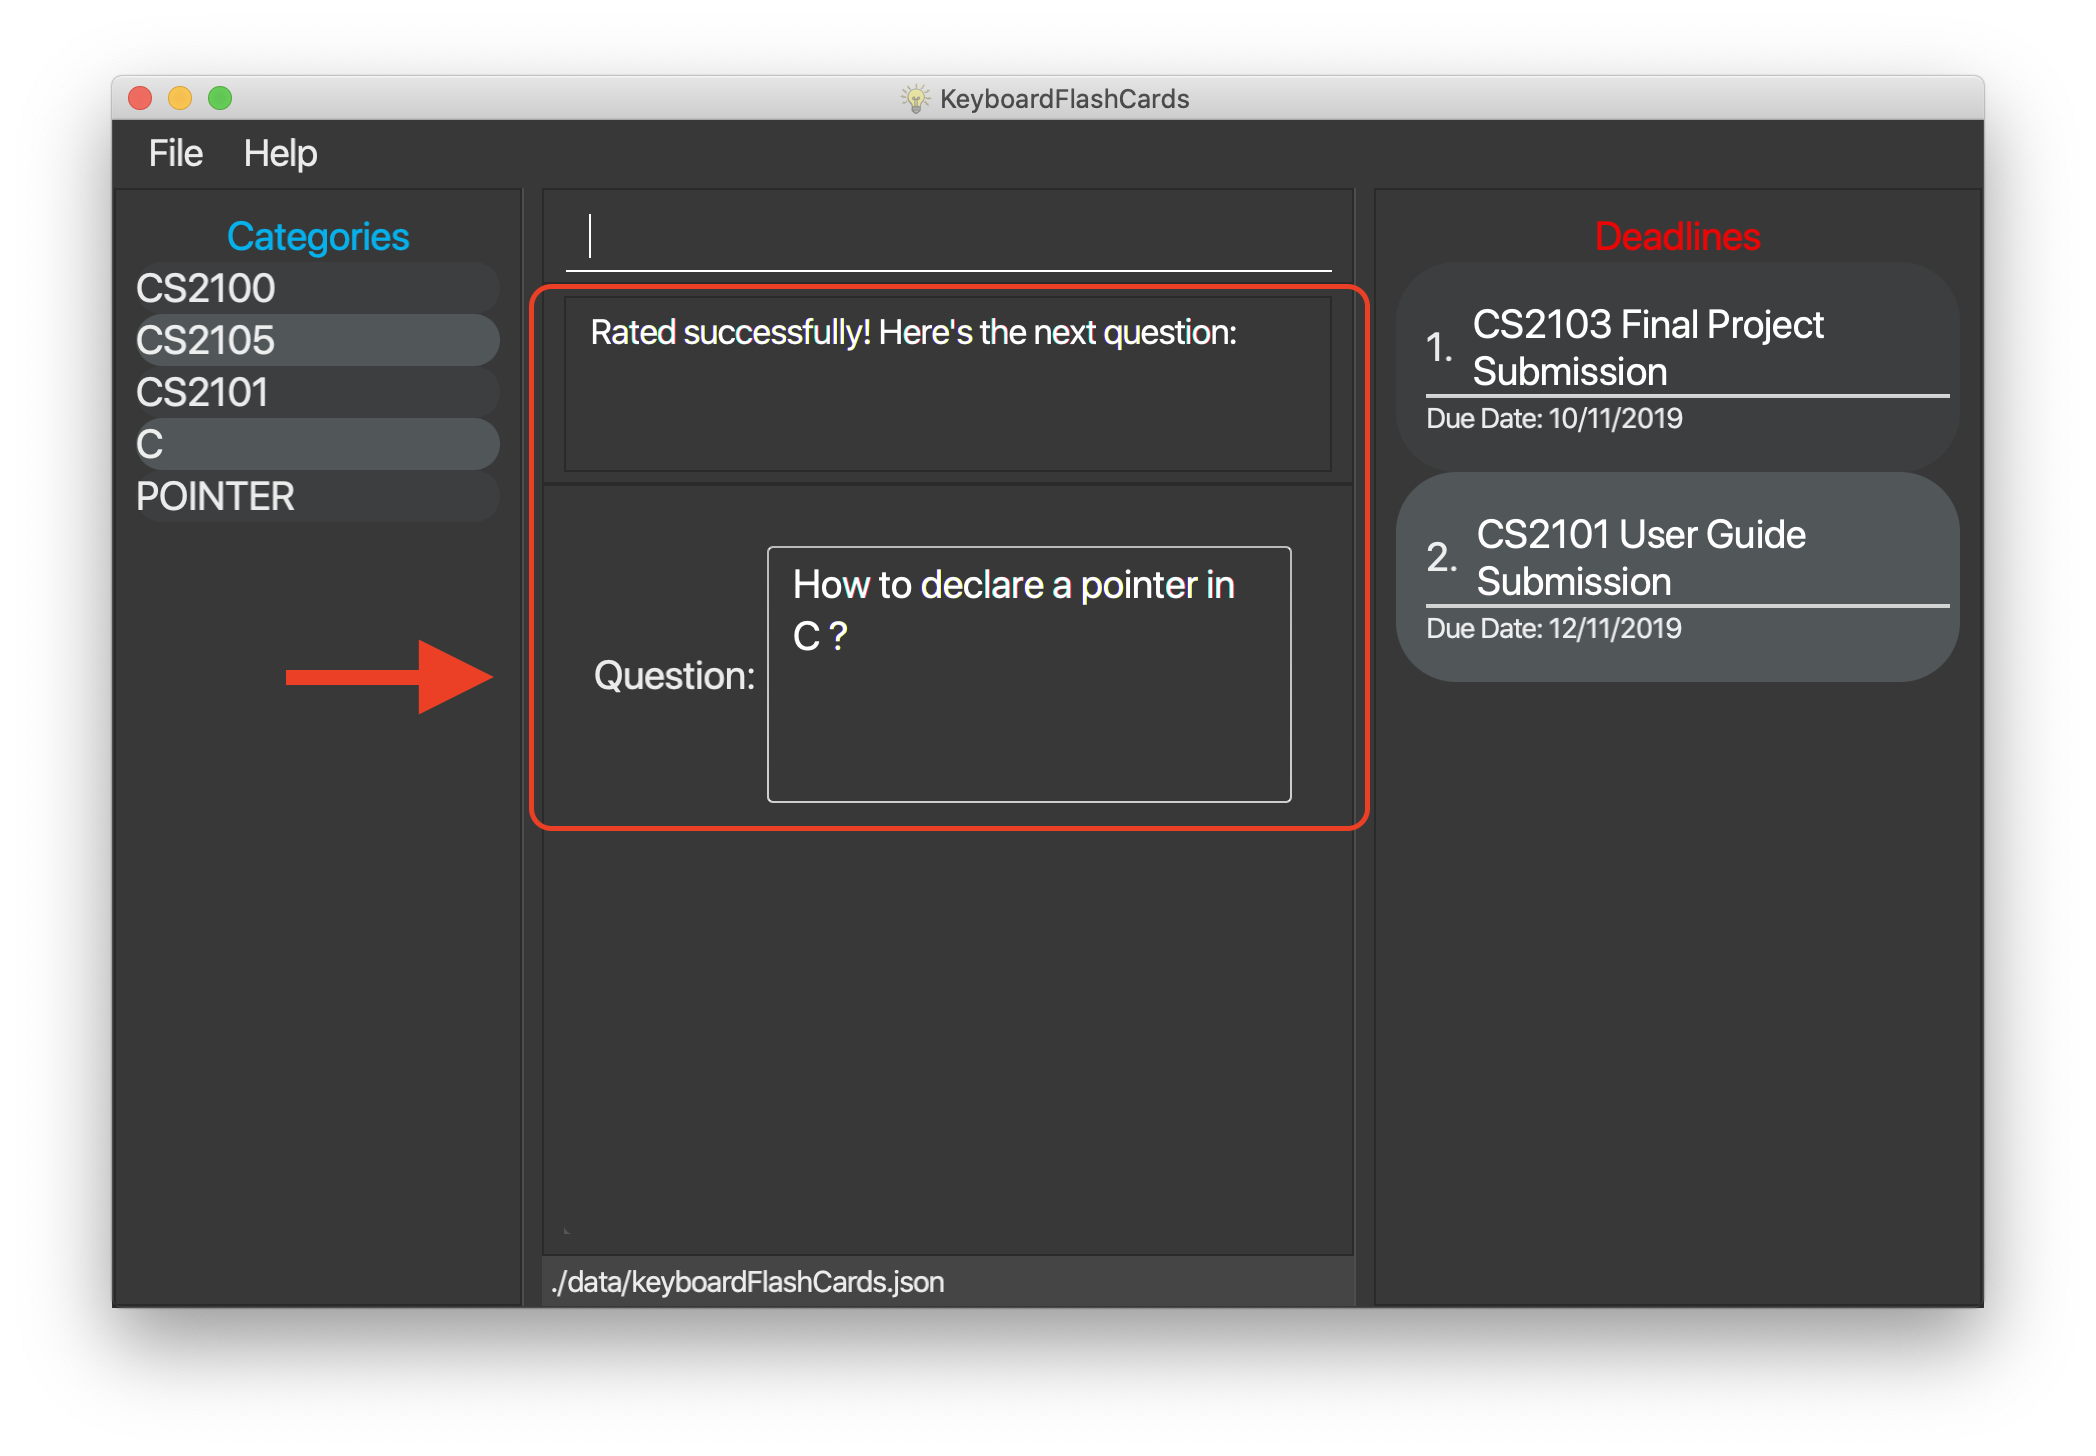 KeyboardFlashCards
File Help
Categories
CS2100
CS2105
CS2101
C
POINTER
Rated successfully! Here's the next question:
Question:
How to declare a pointer in
C ?
./data/keyboardFlashCards.json
Deadlines
1.
CS2103 Final Project
Submission
Due Date: 10/11/2019
2.
CS2101 User Guide
Submission
Due Date: 12/11/2019